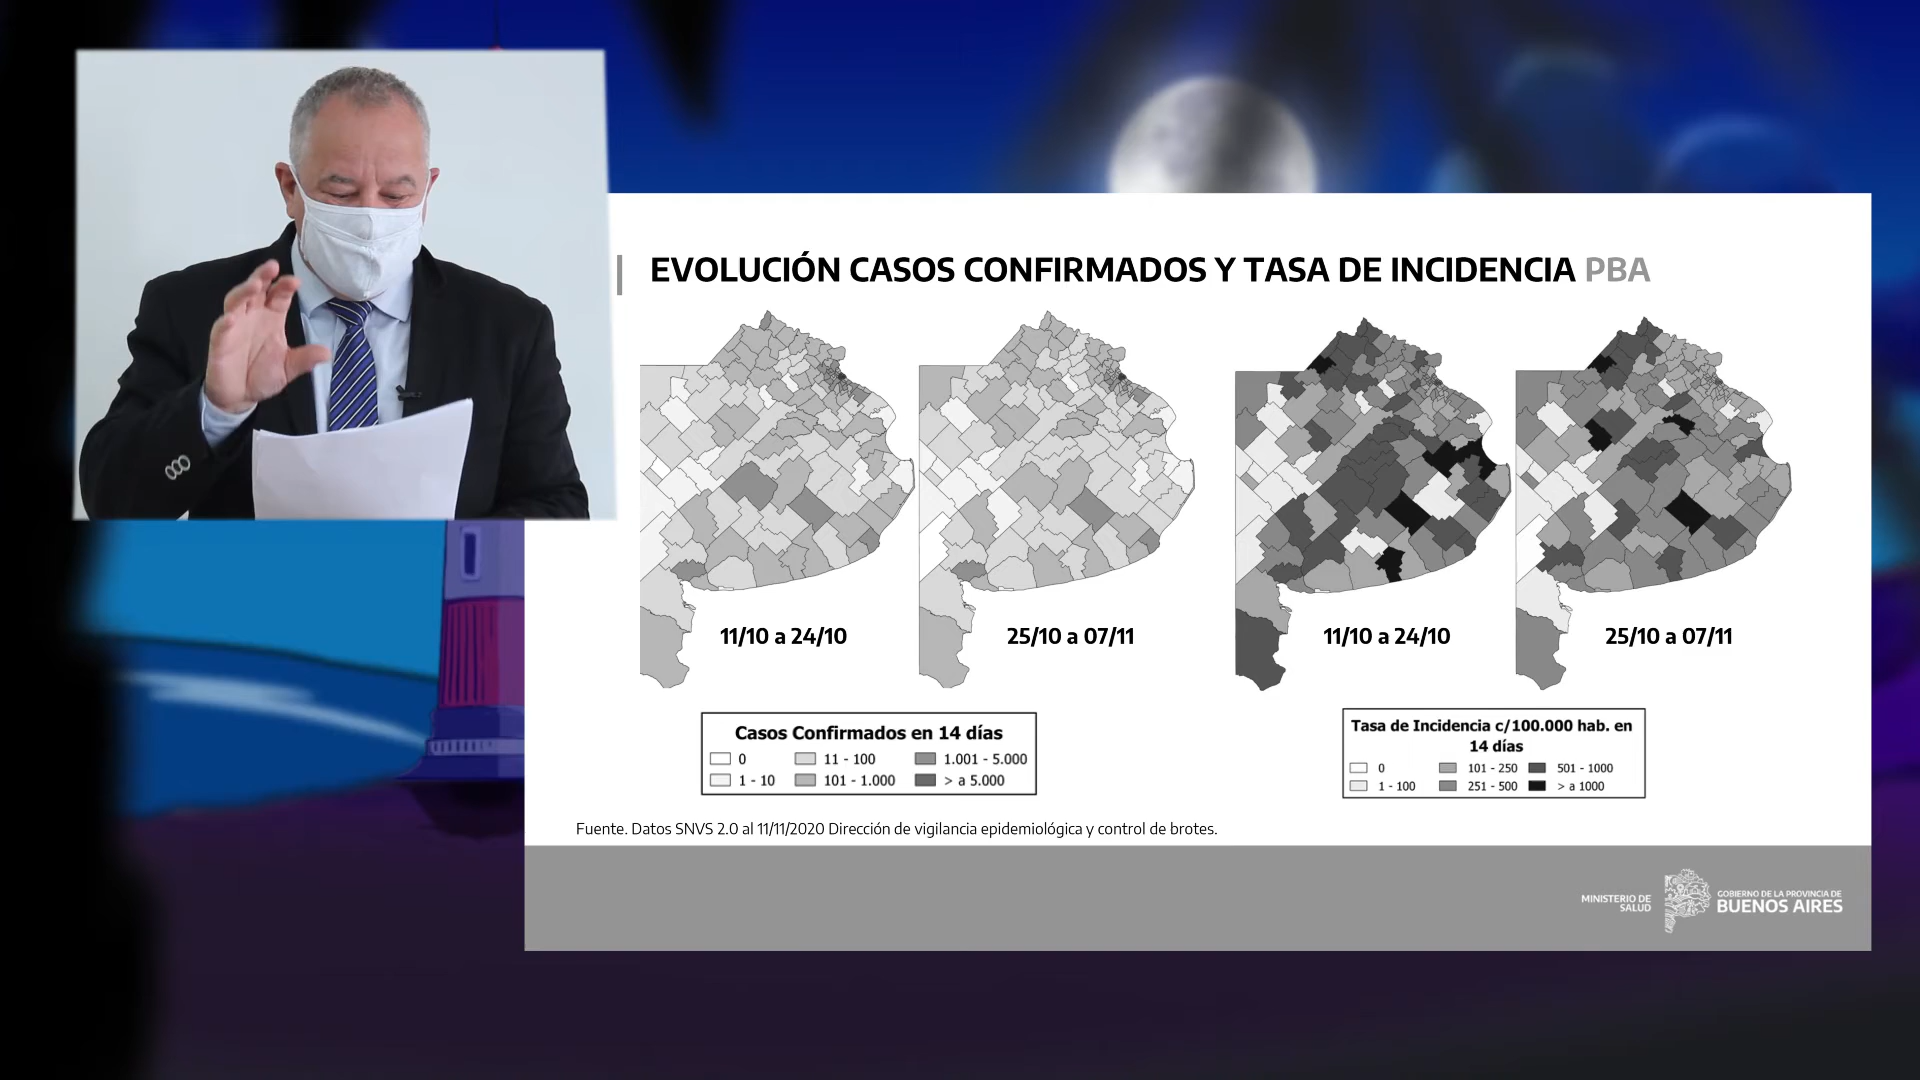 EVOLUCIÓN CASOS CONFIRMADOS Y TASA DE INCIDENCIA PBA
11/10 a 24/10
25/10 a 07/11
11/10 a 24/10
25/10 a 07/11
Casos Confirmados en 14 días
0
11 - 100
1.001 - 5.000
1 - 10
101 - 1.000
> a 5.000
Tasa de Incidencia c/100.000 hab. en
14 días
0
101 - 250
501 - 1000
1 - 100
251 - 500
> a 1000
Fuente. Datos SNVS 2.0 al 11/11/2020 Dirección de vigilancia epidemiológica y control de brotes.
MINISTERIO DE
SALUD
GOBIERNO DE LA PROVINCIA DE
BUENOS AIRES